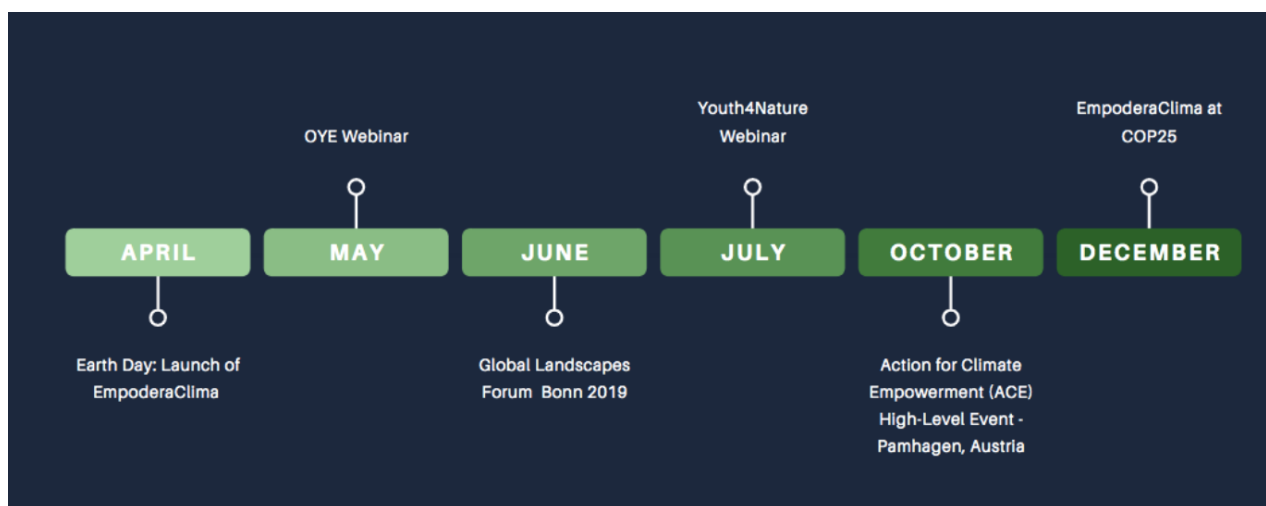 Youth4Nature
Webinar
EmpoderaClima at
COP25
OYE Webinar
APRIL
MAY
JUNE
JULY
OCTOBER
DECEMBER
Earth Day: Launch of
EmpoderaClima
Global Landscapes
Forum Bonn 2019
Action for Climate
Empowerment (ACE)
High-Level Event -
Pamhagen, Austria